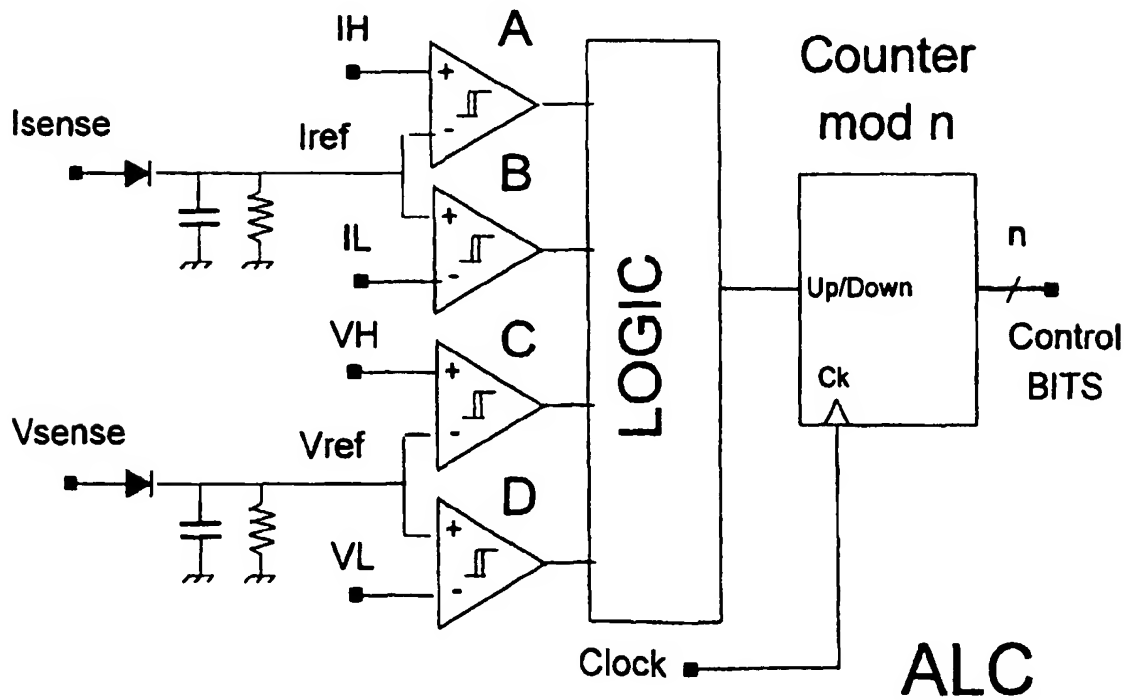 IH
A
+
-
Isense
Iref
B
+
IL
-
VH
C
+
-
Vsense
Vref
D
+
VL
-
LOGIC
Counter
mod n
Up/Down
Ck
n
Control
BITS
Clock
ALC